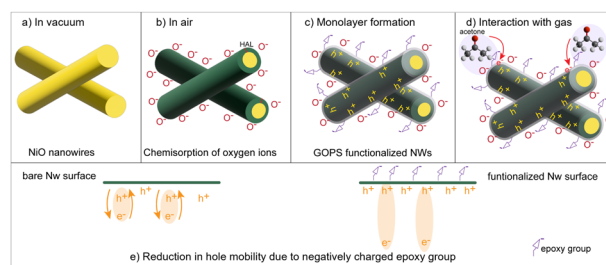 a) In vacuum
NiO nanowires
b) In air
HAL
O⁻ O⁻ O⁻ O⁻ O⁻ O⁻ O⁻ O⁻ O⁻ O⁻
Chemisorption of oxygen ions
c) Monolayer formation
O⁻ O⁻ O⁻ O⁻ O⁻ O⁻
h⁺ h⁺ h⁺ h⁺ h⁺ h⁺ h⁺ h⁺
GOPS functionalized NWs
d) Interaction with gas
acetone
O⁻ O⁻ O⁻ O⁻ O⁻
h⁺ h⁺ h⁺ h⁺ h⁺ h⁺ h⁺
bare Nw surface
h⁺ h⁺ h⁺ h⁺
e⁻ e⁻
funtionalized Nw surface
h⁺ h⁺ h⁺ h⁺ h⁺
e⁻ e⁻
epoxy group
e) Reduction in hole mobility due to negatively charged epoxy group